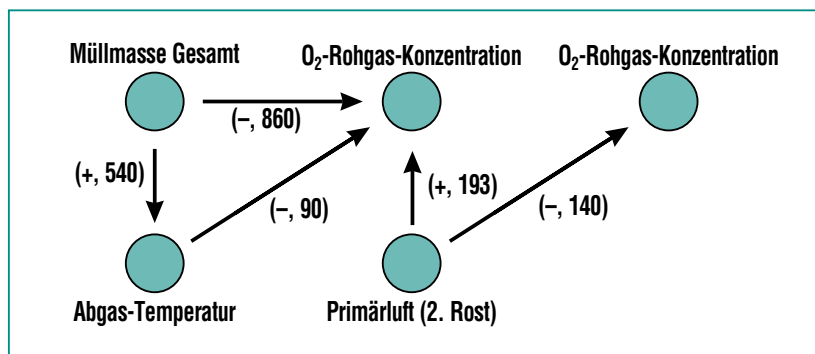 Müllmasse Gesamt
O₂-Rohgas-Konzentration
O₂-Rohgas-Konzentration
(–, 860)
(+, 540)
(–, 90)
(+, 193)
(–, 140)
Abgas-Temperatur
Primärluft (2. Rost)